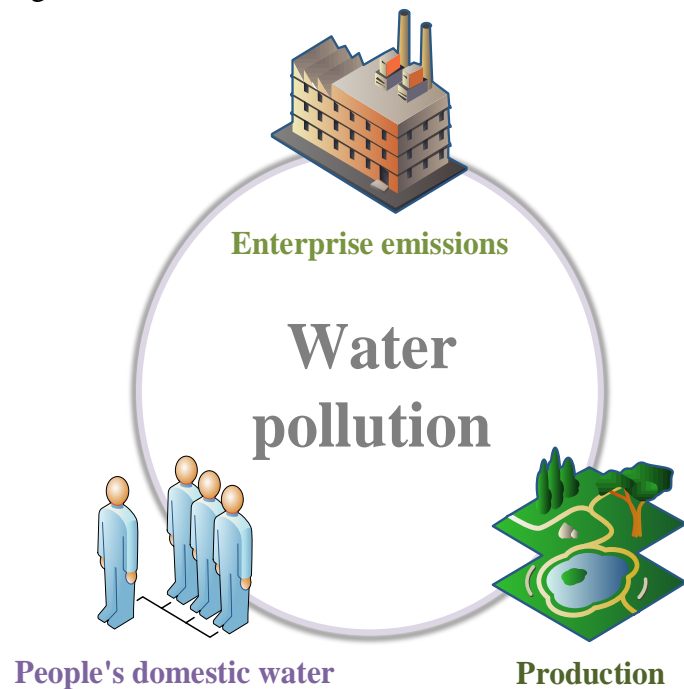 Enterprise emissions
Water
pollution
People's domestic water
Production